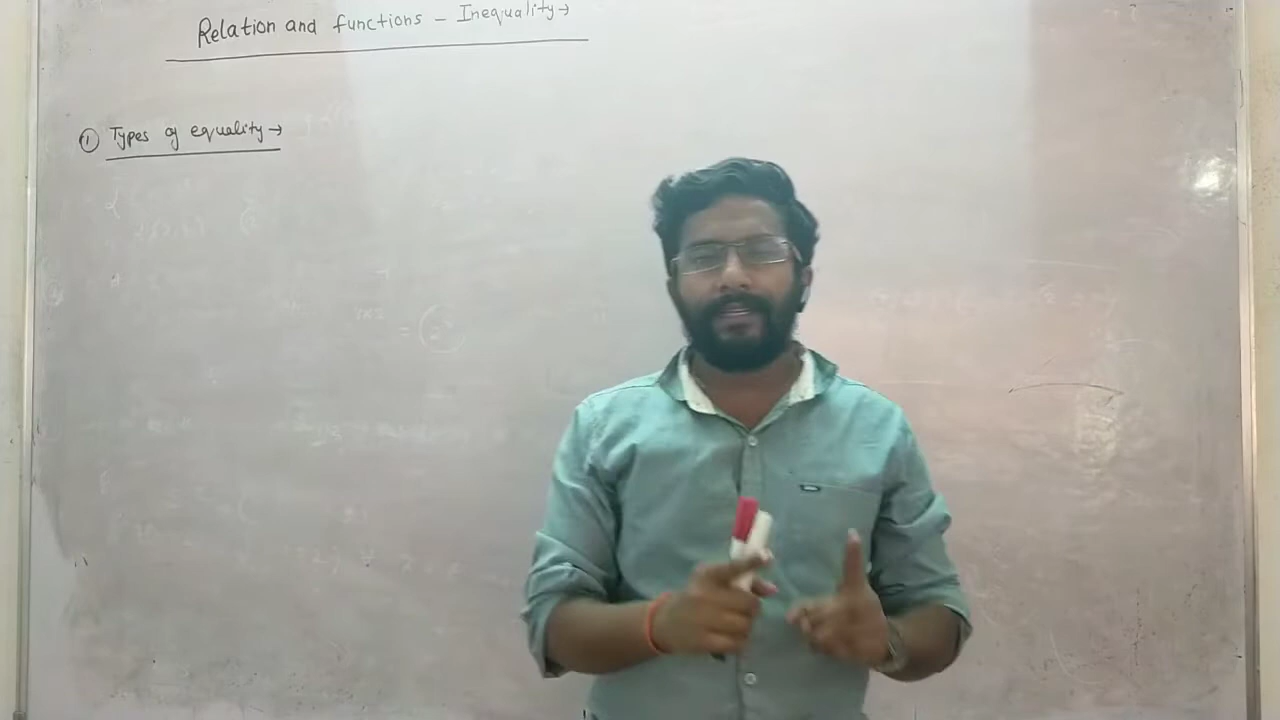 Relation and functions – Inequality →
① Types of equality →